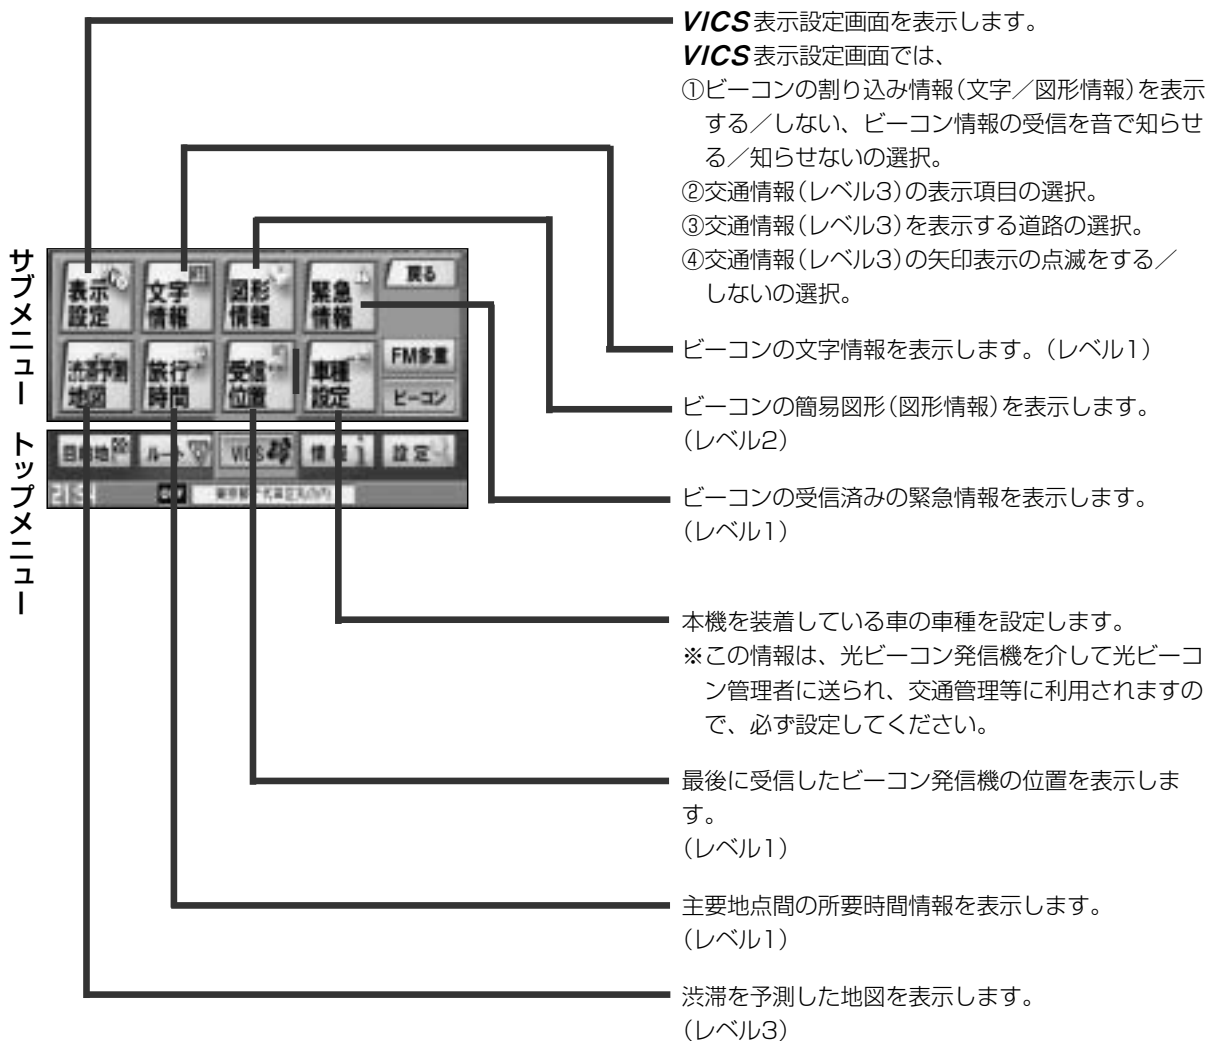 VICS表示設定画面を表示します。
VICS表示設定画面では、
①ビーコンの割り込み情報(文字／図形情報)を表示
する／しない、ビーコン情報の受信を音で知らせ
る／知らせないの選択。
②交通情報(レベル3)の表示項目の選択。
③交通情報(レベル3)を表示する道路の選択。
④交通情報(レベル3)の矢印表示の点滅をする／
しないの選択。
ビーコンの文字情報を表示します。(レベル1)
ビーコンの簡易図形(図形情報)を表示します。
(レベル2)
ビーコンの受信済みの緊急情報を表示します。
(レベル1)
本機を装着している車の車種を設定します。
※この情報は、光ビーコン発信機を介して光ビーコ
ン管理者に送られ、交通管理等に利用されますの
で、必ず設定してください。
最後に受信したビーコン発信機の位置を表示しま
す。
(レベル1)
主要地点間の所要時間情報を表示します。
(レベル1)
渋滞を予測した地図を表示します。
(レベル3)
サブメニュー
トップメニュー
表示
設定
文字
情報
図形
情報
緊急
情報
戻る
渋滞予測
地図
旅行
時間
受信
位置
車種
設定
FM多重
ビーコン
目的地
ルート
VICS
情報
設定